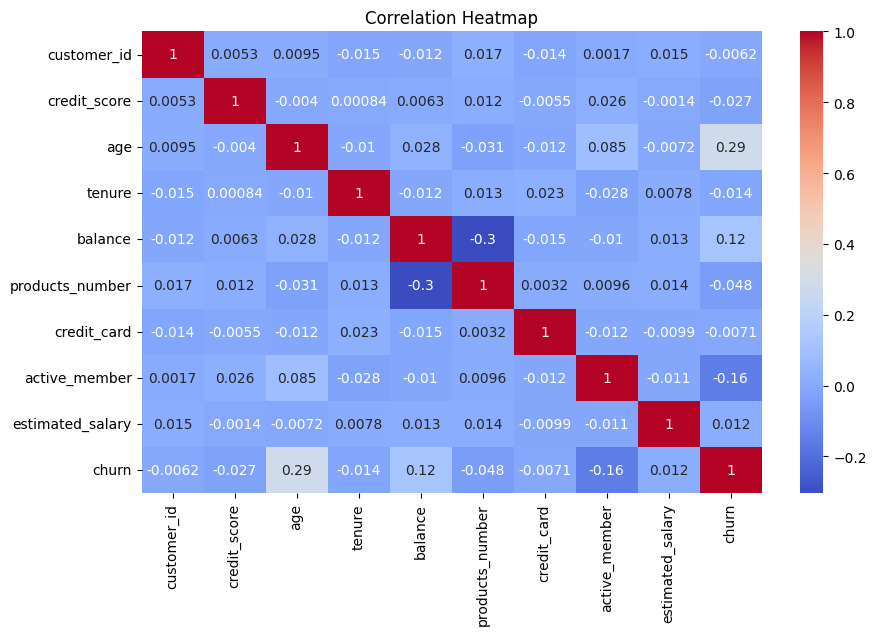 Correlation Heatmap
customer_id 1 0.0053 0.0095 -0.015 -0.012 0.017 -0.014 0.0017 0.015 -0.0062
credit_score 0.0053 1 -0.004 0.00084 0.0063 0.012 -0.0055 0.026 -0.0014 -0.027
age 0.0095 -0.004 1 -0.01 0.028 -0.031 -0.012 0.085 -0.0072 0.29
tenure -0.015 0.00084 -0.01 1 -0.012 0.013 0.023 -0.028 0.0078 -0.014
balance -0.012 0.0063 0.028 -0.012 1 -0.3 -0.015 -0.01 0.013 0.12
products_number 0.017 0.012 -0.031 0.013 -0.3 1 0.0032 0.0096 0.014 -0.048
credit_card -0.014 -0.0055 -0.012 0.023 -0.015 0.0032 1 -0.012 -0.0099 -0.0071
active_member 0.0017 0.026 0.085 -0.028 -0.01 0.0096 -0.012 1 -0.011 -0.16
estimated_salary 0.015 -0.0014 -0.0072 0.0078 0.013 0.014 -0.0099 -0.011 1 0.012
churn -0.0062 -0.027 0.29 -0.014 0.12 -0.048 -0.0071 -0.16 0.012 1
customer_id credit_score age tenure balance products_number credit_card active_member estimated_salary churn
1.0
0.8
0.6
0.4
0.2
0.0
−0.2